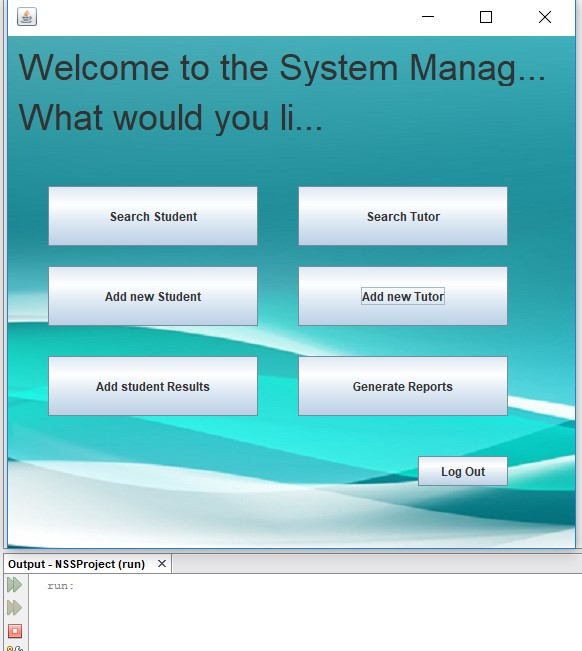 Welcome to the System Manag...
What would you li...
Search Student
Search Tutor
Add new Student
Add new Tutor
Add student Results
Generate Reports
Log Out
Output - NSSProject (run)
run: